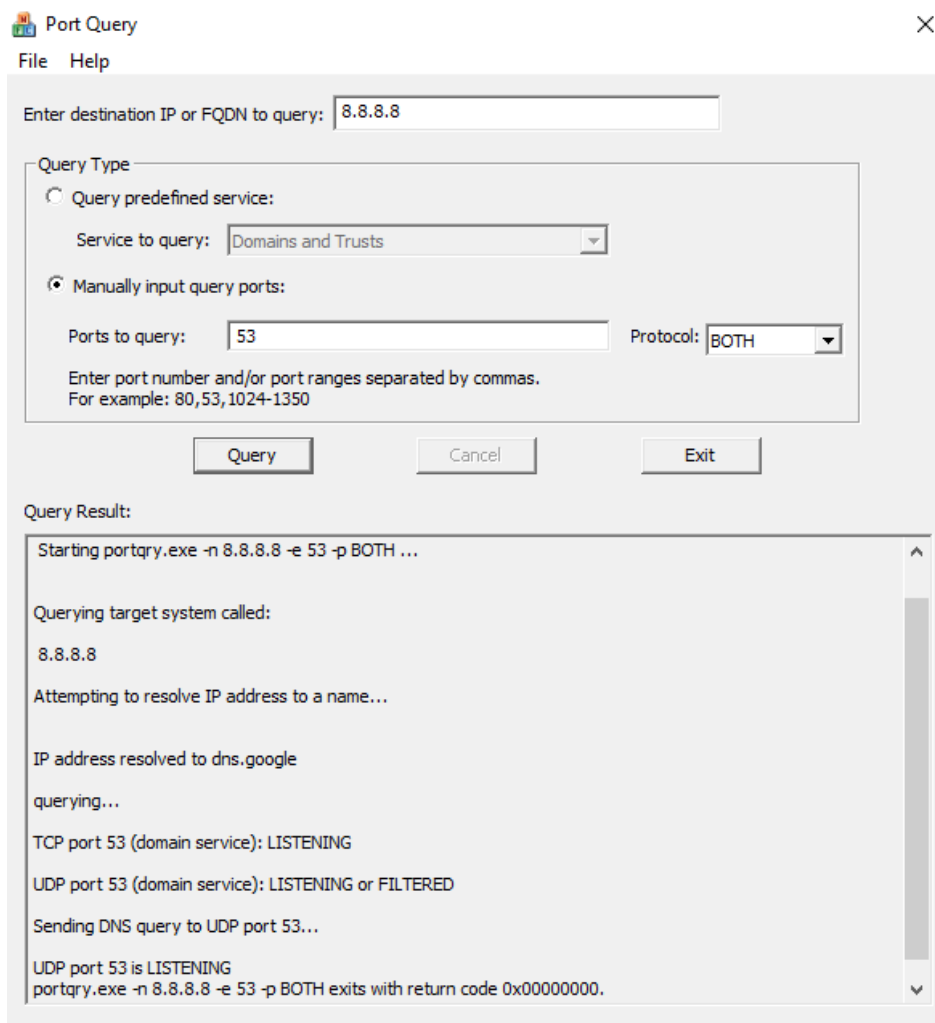 Port Query
File Help
Enter destination IP or FQDN to query: 8.8.8.8
Query Type
Query predefined service:
Service to query: Domains and Trusts
Manually input query ports:
Ports to query: 53 Protocol: BOTH
Enter port number and/or port ranges separated by commas.
For example: 80,53,1024-1350
Query Cancel Exit
Query Result:
Starting portqry.exe -n 8.8.8.8 -e 53 -p BOTH ...
Querying target system called:
8.8.8.8
Attempting to resolve IP address to a name...
IP address resolved to dns.google
querying...
TCP port 53 (domain service): LISTENING
UDP port 53 (domain service): LISTENING or FILTERED
Sending DNS query to UDP port 53...
UDP port 53 is LISTENING
portqry.exe -n 8.8.8.8 -e 53 -p BOTH exits with return code 0x00000000.